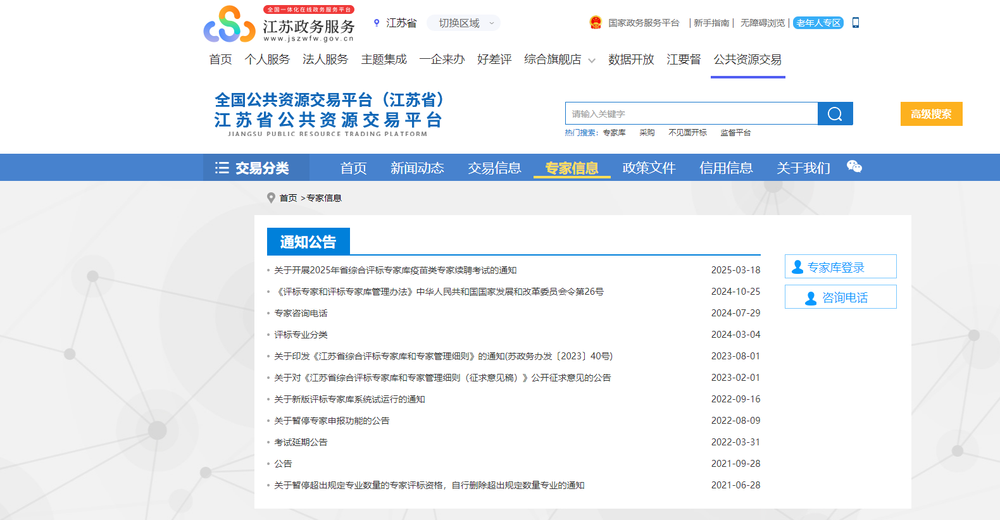 全国一体化在线政务服务平台
江苏政务服务
www.jszwfw.gov.cn
江苏省 切换区域
国家政务服务平台 | 新手指南 | 无障碍浏览 | 老年人专区
首页 个人服务 法人服务 主题集成 一企来办 好差评 综合旗舰店 数据开放 江要督 公共资源交易
全国公共资源交易平台（江苏省）
江苏省公共资源交易平台
JIANGSU PUBLIC RESOURCE TRADING PLATFORM
请输入关键字
高级搜索
热门搜索： 专家库 采购 不见面开标 监督平台
交易分类 首页 新闻动态 交易信息 专家信息 政策文件 信用信息 关于我们
首页 >专家信息
通知公告
关于开展2025年省综合评标专家库疫苗类专家续聘考试的通知 2025-03-18
《评标专家和评标专家库管理办法》中华人民共和国国家发展和改革委员会令第26号 2024-10-25
专家咨询电话 2024-07-29
评标专业分类 2024-03-04
关于印发《江苏省综合评标专家库和专家管理细则》的通知(苏政务办发〔2023〕40号) 2023-08-01
关于对《江苏省综合评标专家库和专家管理细则（征求意见稿）》公开征求意见的公告 2023-02-01
关于新版评标专家库系统试运行的通知 2022-09-16
关于暂停专家申报功能的公告 2022-08-09
考试延期公告 2022-03-31
公告 2021-09-28
关于暂停超出规定专业数量的专家评标资格，自行删除超出规定数量专业的通知 2021-06-28
专家库登录
咨询电话